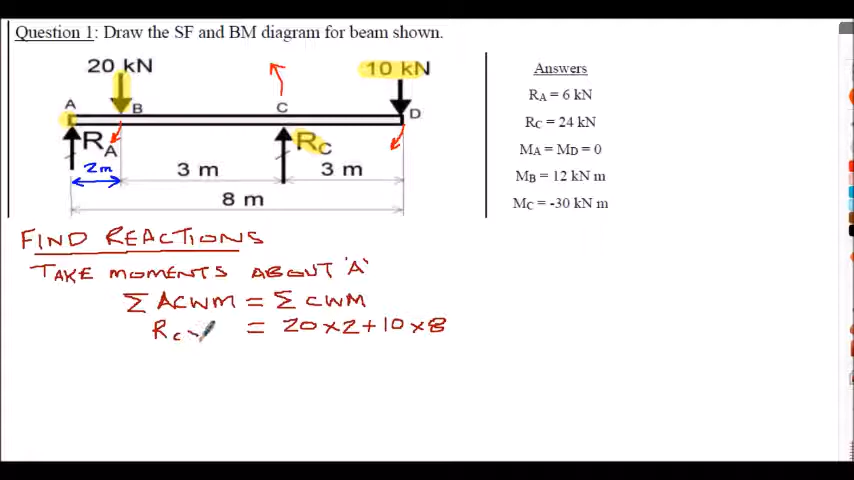 Question 1: Draw the SF and BM diagram for beam shown.
20 kN
10 kN
A
B
C
D
RA
RC
2m
3 m
3 m
8 m
Answers
RA = 6 kN
RC = 24 kN
MA = MD = 0
MB = 12 kN m
MC = -30 kN m
FIND REACTIONS
TAKE MOMENTS ABOUT 'A'
Σ ACWM = Σ CWM
Rc = 20×2+10×8